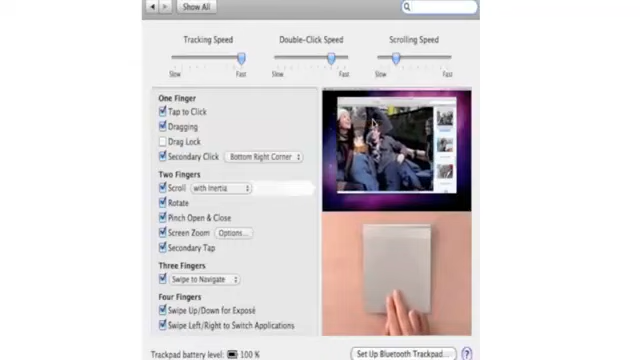 Show All
Tracking Speed Double-Click Speed Scrolling Speed
Slow Fast Slow Fast Slow Fast
One Finger
Tap to Click
Dragging
Drag Lock
Secondary Click Bottom Right Corner
Two Fingers
Scroll with inertia
Rotate
Pinch Open & Close
Screen Zoom Options...
Secondary Tap
Three Fingers
Swipe to Navigate
Four Fingers
Swipe Up/Down for Exposé
Swipe Left/Right to Switch Applications
Trackpad battery level: 100 % Set Up Bluetooth Trackpad... ?